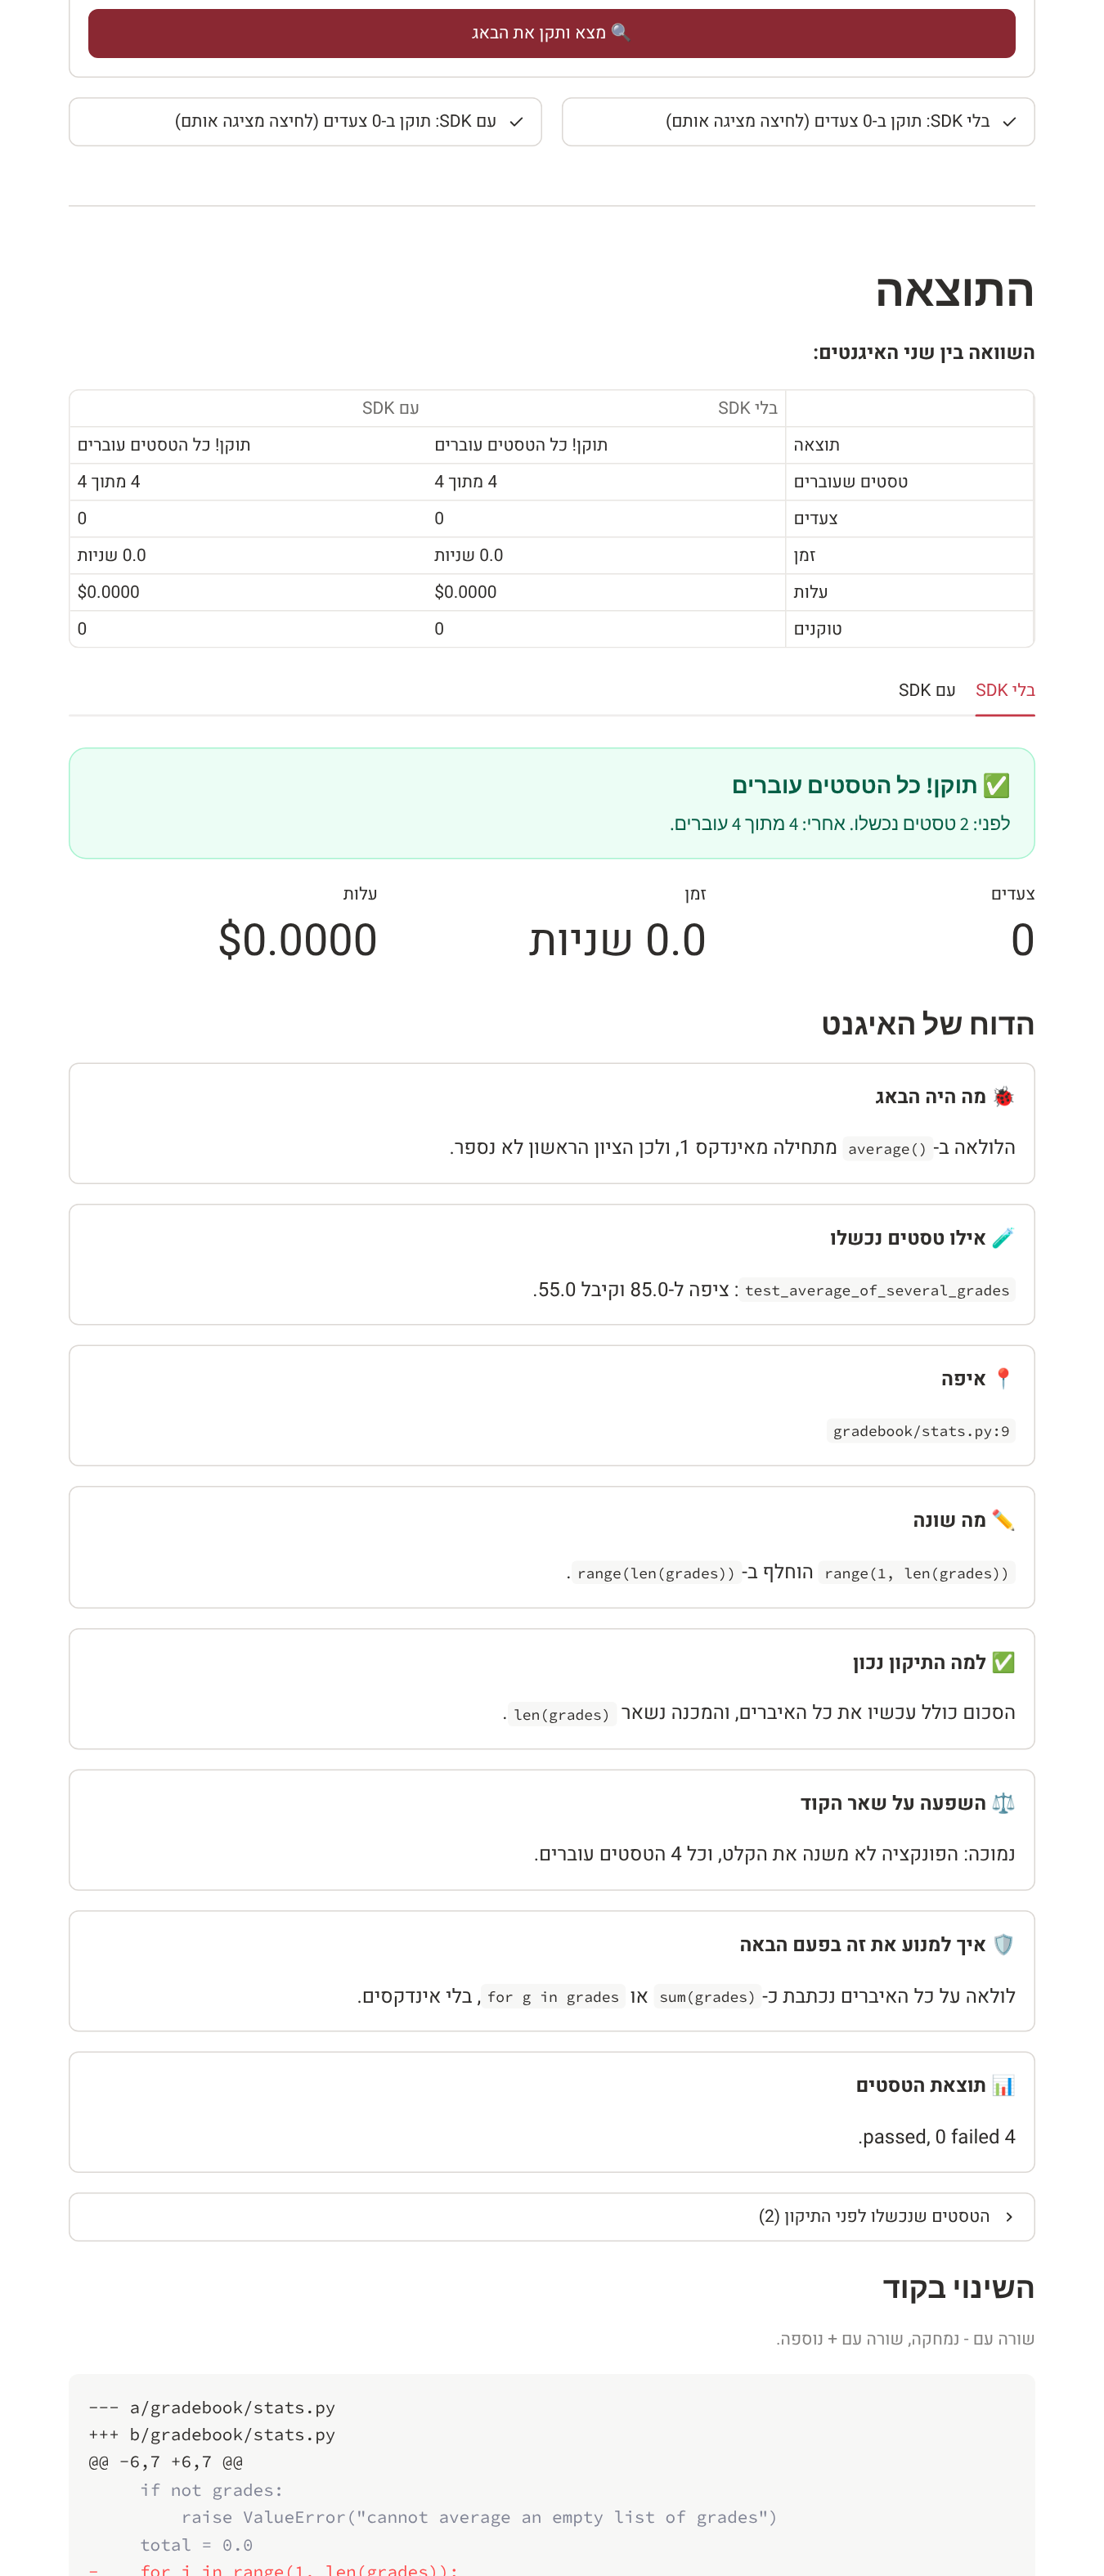 🔍 מצא ותקן את הבאג
בלי SDK: תוקן ב-0 צעדים (לחיצה מציגה אותם)
עם SDK: תוקן ב-0 צעדים (לחיצה מציגה אותם)
התוצאה
השוואה בין שני האיגנטים:
בלי SDK עם SDK
תוצאה תוקן! כל הטסטים עוברים תוקן! כל הטסטים עוברים
טסטים שעוברים 4 מתוך 4 4 מתוך 4
צעדים 0 0
זמן 0.0 שניות 0.0 שניות
עלות $0.0000 $0.0000
טוקנים 0 0
בלי SDK עם SDK
✅ תוקן! כל הטסטים עוברים
לפני: 2 טסטים נכשלו. אחרי: 4 מתוך 4 עוברים.
צעדים זמן עלות
0 0.0 שניות $0.0000
הדוח של האיגנט
🐞 מה היה הבאג
הלולאה ב-average() מתחילה מאינדקס 1, ולכן הציון הראשון לא נספר.
🧪 אילו טסטים נכשלו
test_average_of_several_grades: ציפה ל-85.0 וקיבל 55.0.
📍 איפה
gradebook/stats.py:9
✏️ מה שונה
range(1, len(grades)) הוחלף ב-range(len(grades)).
✅ למה התיקון נכון
הסכום כולל עכשיו את כל האיברים, והמכנה נשאר len(grades).
⚖️ השפעה על שאר הקוד
נמוכה: הפונקציה לא משנה את הקלט, וכל 4 הטסטים עוברים.
🛡️ איך למנוע את זה בפעם הבאה
לולאה על כל האיברים נכתבת כ-sum(grades) או for g in grades, בלי אינדקסים.
📊 תוצאת הטסטים
4 passed, 0 failed.
הטסטים שנכשלו לפני התיקון (2)
השינוי בקוד
שורה עם - נמחקה, שורה עם + נוספה.
--- a/gradebook/stats.py
+++ b/gradebook/stats.py
@@ -6,7 +6,7 @@
     if not grades:
         raise ValueError("cannot average an empty list of grades")
     total = 0.0
-    for i in range(1, len(grades)):